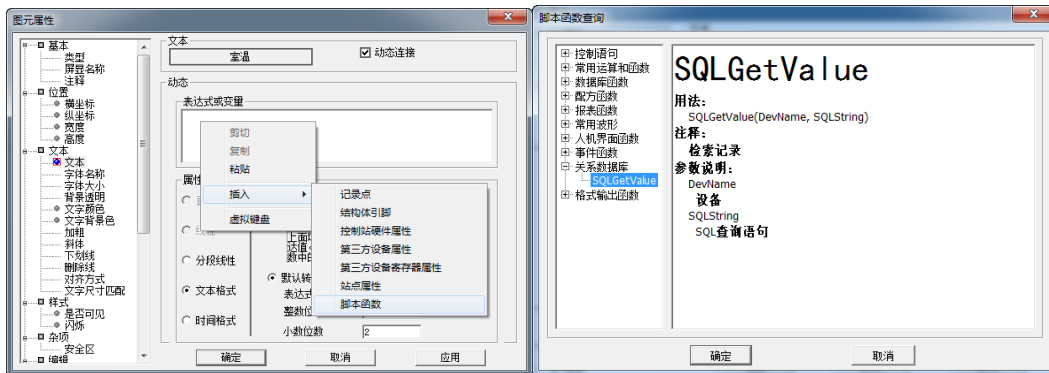 图元属性
基本
类型
屏显名称
注释
位置
横坐标
纵坐标
宽度
高度
文本
文本
字体名称
字体大小
背景透明
文字颜色
文字背景色
加粗
斜体
下划线
删除线
对齐方式
文字尺寸匹配
样式
是否可见
闪烁
杂项
安全区
编辑
文本
室温
动态连接
动态
表达式或变量
剪切
复制
粘贴
插入
虚拟键盘
记录点
结构体引脚
控制站硬件属性
第三方设备属性
第三方设备寄存器属性
站点属性
脚本函数
分段线性
文本格式
时间格式
默认转
表达式
整数位
小数位数
2
确定
取消
应用
脚本函数查询
控制语句
常用运算和函数
数据库函数
配方函数
报表函数
常用波形
人机界面函数
事件函数
关系数据库
SQLGetValue
格式输出函数
SQLGetValue
用法：
SQLGetValue(DevName, SQLString)
注释：
检索记录
参数说明：
DevName
设备
SQLString
SQL查询语句
确定
取消